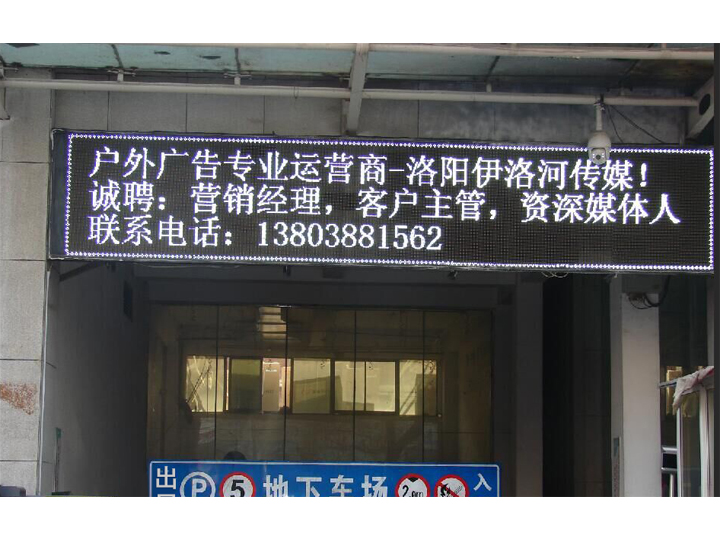 户外广告专业运营商-洛阳伊洛河传媒！
诚聘：营销经理，客户主管，资深媒体人
联系电话：13803881562
出 P 5 地下车场 入